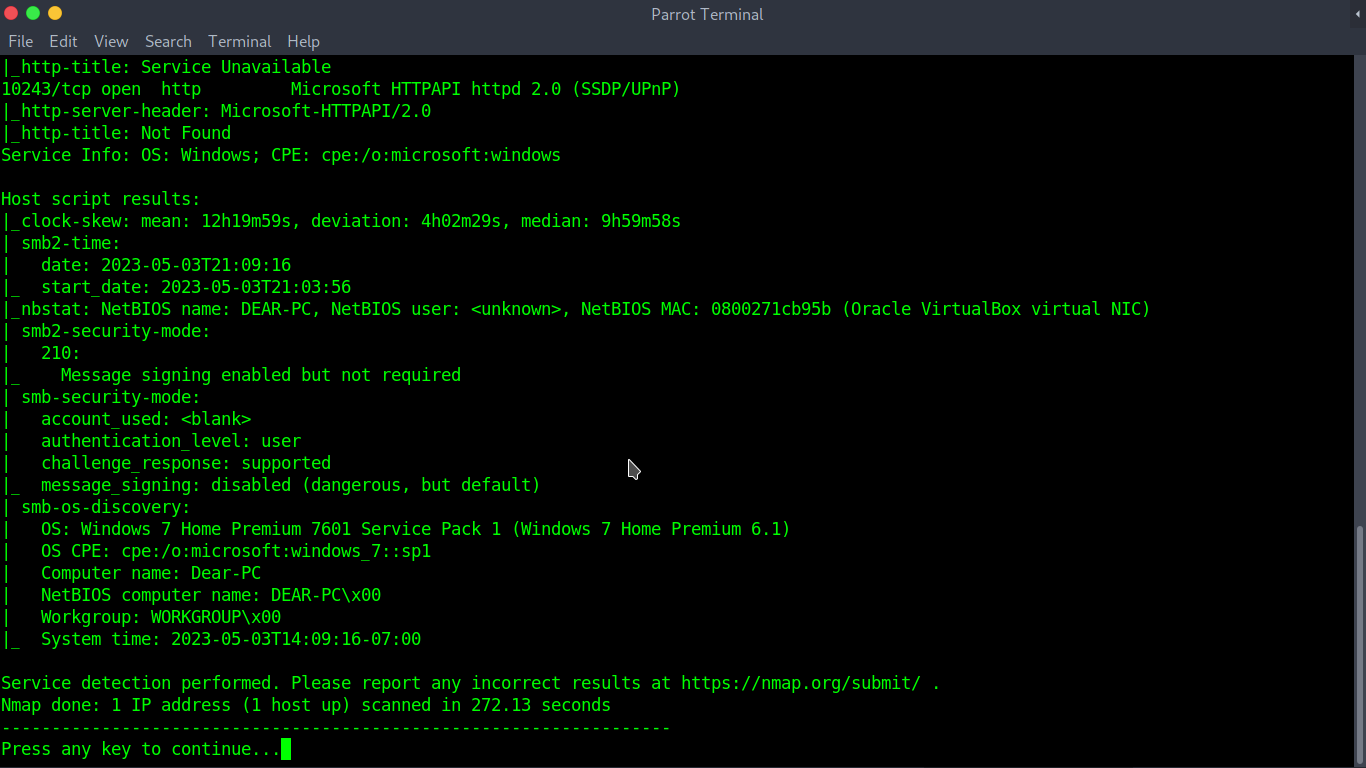 Parrot Terminal
File Edit View Search Terminal Help
|_http-title: Service Unavailable
10243/tcp open  http         Microsoft HTTPAPI httpd 2.0 (SSDP/UPnP)
|_http-server-header: Microsoft-HTTPAPI/2.0
|_http-title: Not Found
Service Info: OS: Windows; CPE: cpe:/o:microsoft:windows
Host script results:
|_clock-skew: mean: 12h19m59s, deviation: 4h02m29s, median: 9h59m58s
| smb2-time:
|   date: 2023-05-03T21:09:16
|_  start_date: 2023-05-03T21:03:56
|_nbstat: NetBIOS name: DEAR-PC, NetBIOS user: <unknown>, NetBIOS MAC: 0800271cb95b (Oracle VirtualBox virtual NIC)
| smb2-security-mode:
|   210:
|_    Message signing enabled but not required
| smb-security-mode:
|   account_used: <blank>
|   authentication_level: user
|   challenge_response: supported
|_  message_signing: disabled (dangerous, but default)
| smb-os-discovery:
|   OS: Windows 7 Home Premium 7601 Service Pack 1 (Windows 7 Home Premium 6.1)
|   OS CPE: cpe:/o:microsoft:windows_7::sp1
|   Computer name: Dear-PC
|   NetBIOS computer name: DEAR-PC\x00
|   Workgroup: WORKGROUP\x00
|_  System time: 2023-05-03T14:09:16-07:00
Service detection performed. Please report any incorrect results at https://nmap.org/submit/ .
Nmap done: 1 IP address (1 host up) scanned in 272.13 seconds
-------------------------------------------------------------------
Press any key to continue...